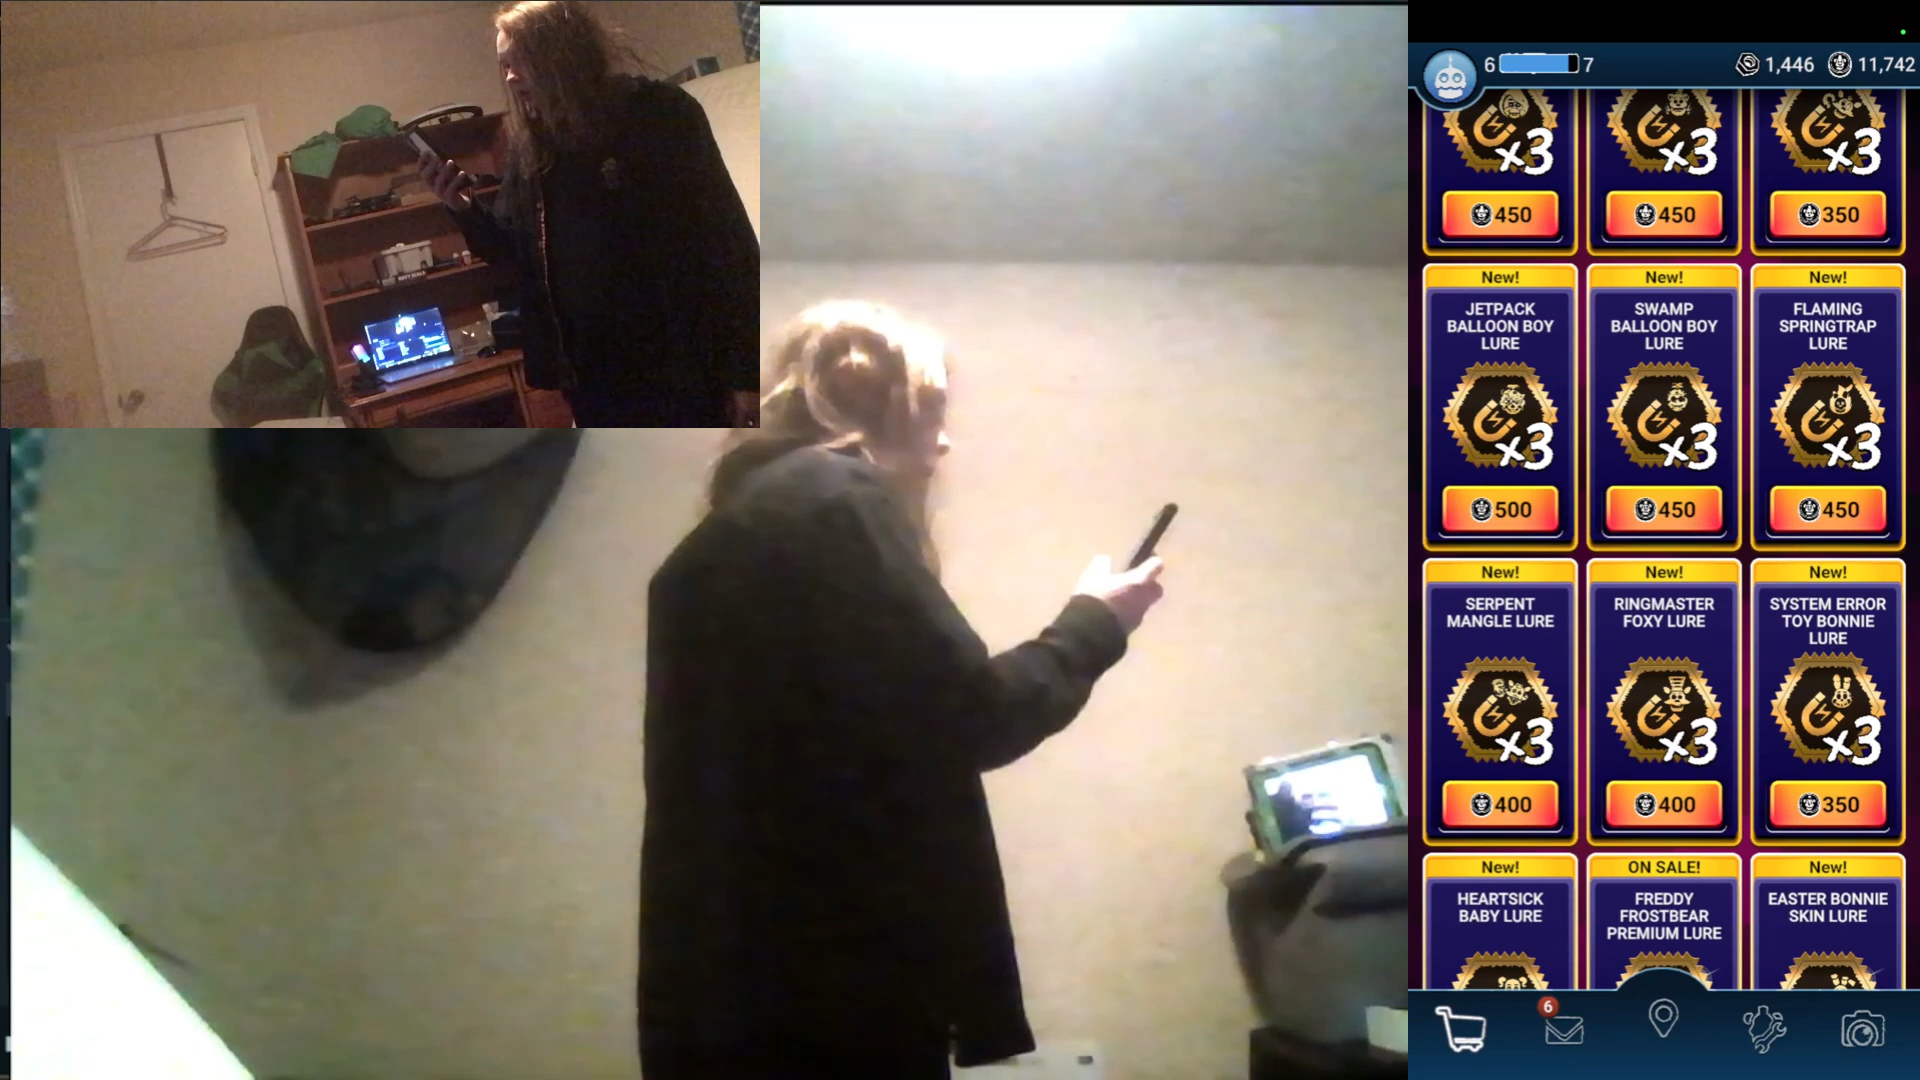 6 7 1,446 11,742
x3 x3 x3
450 450 350
New! New! New!
JETPACK SWAMP FLAMING
BALLOON BOY BALLOON BOY SPRINGTRAP
LURE LURE LURE
x3 x3 x3
500 450 450
New! New! New!
SERPENT RINGMASTER SYSTEM ERROR
MANGLE LURE FOXY LURE TOY BONNIE
LURE
x3 x3 x3
400 400 350
New! ON SALE! New!
HEARTSICK FREDDY EASTER BONNIE
BABY LURE FROSTBEAR SKIN LURE
PREMIUM LURE
6